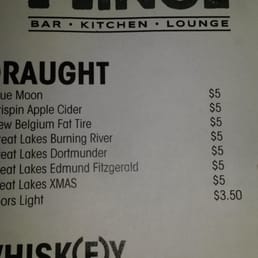 BAR • KITCHEN • LOUNGE
DRAUGHT
ue Moon $5
rispin Apple Cider $5
ew Belgium Fat Tire $5
reat Lakes Burning River $5
reat Lakes Dortmunder $5
reat Lakes Edmund Fitzgerald $5
reat Lakes XMAS $5
ors Light $3.50
WHISK(E)Y